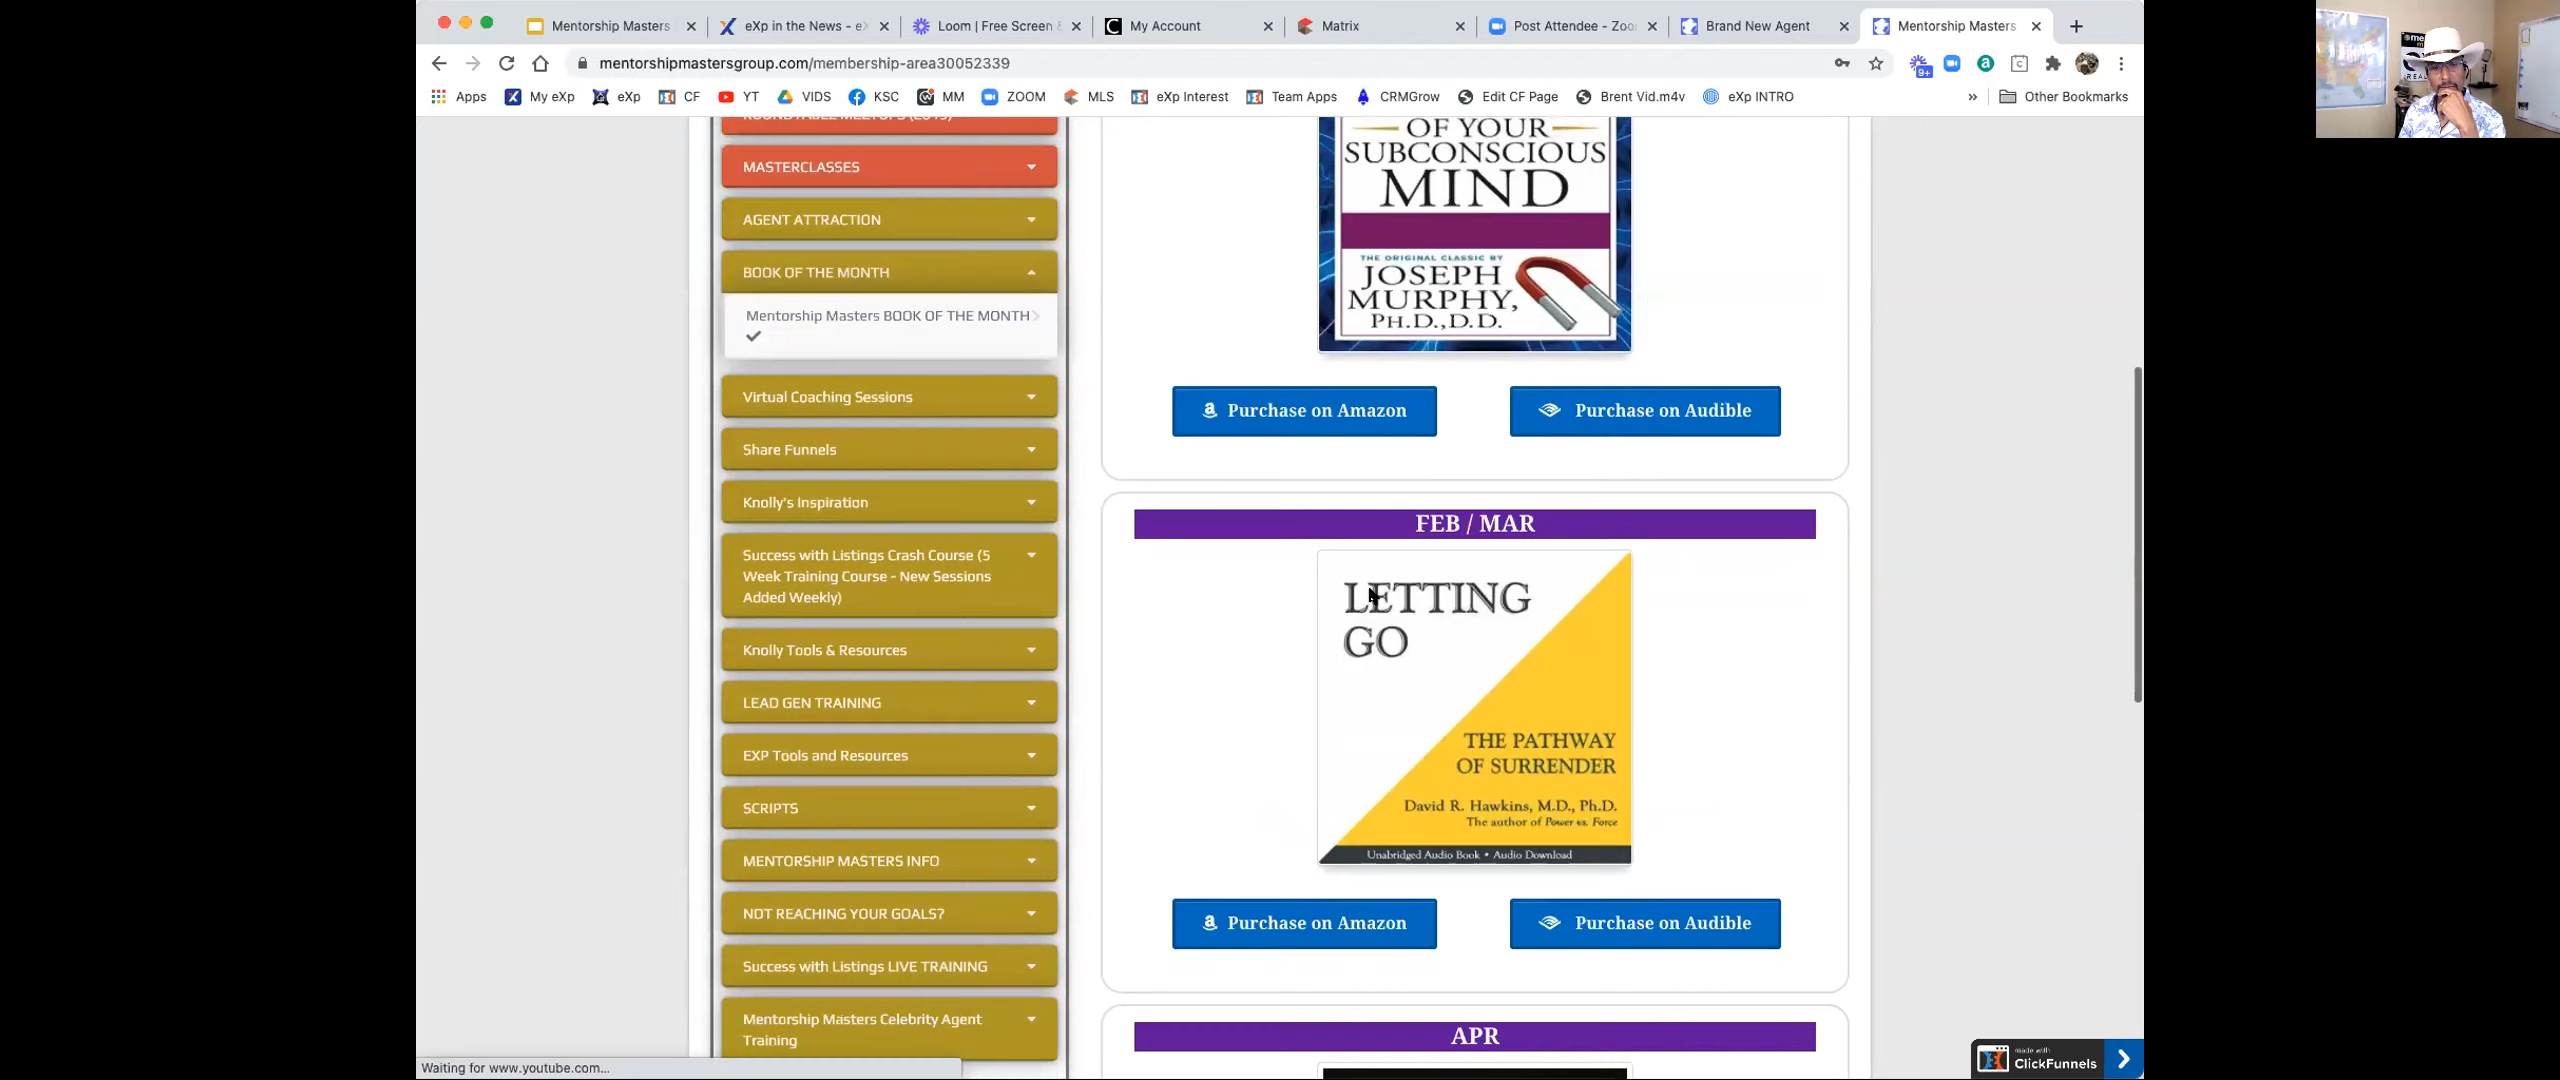 Mentorship Masters
eXp in the News - eX
Loom | Free Screen &
My Account
Matrix
Post Attendee - Zoo
Brand New Agent
Mentorship Masters
mentorshipmastersgroup.com/membership-area30052339
9+
Apps
My eXp
eXp
CF
YT
VIDS
KSC
MM
ZOOM
MLS
eXp Interest
Team Apps
CRMGrow
Edit CF Page
Brent Vid.m4v
eXp INTRO
»
Other Bookmarks
MASTERCLASSES
AGENT ATTRACTION
BOOK OF THE MONTH
Mentorship Masters BOOK OF THE MONTH
Virtual Coaching Sessions
Share Funnels
Knolly's Inspiration
Success with Listings Crash Course (5
Week Training Course - New Sessions
Added Weekly)
Knolly Tools & Resources
LEAD GEN TRAINING
EXP Tools and Resources
SCRIPTS
MENTORSHIP MASTERS INFO
NOT REACHING YOUR GOALS?
Success with Listings LIVE TRAINING
Mentorship Masters Celebrity Agent
Training
OF YOUR
SUBCONSCIOUS
MIND
THE ORIGINAL CLASSIC BY
JOSEPH
MURPHY,
PH.D., D.D.
Purchase on Amazon
Purchase on Audible
FEB / MAR
LETTING
GO
THE PATHWAY
OF SURRENDER
David R. Hawkins, M.D., Ph.D.
The author of Power vs. Force
Unabridged Audio Book • Audio Download
Purchase on Amazon
Purchase on Audible
APR
Waiting for www.youtube.com...
made with
ClickFunnels